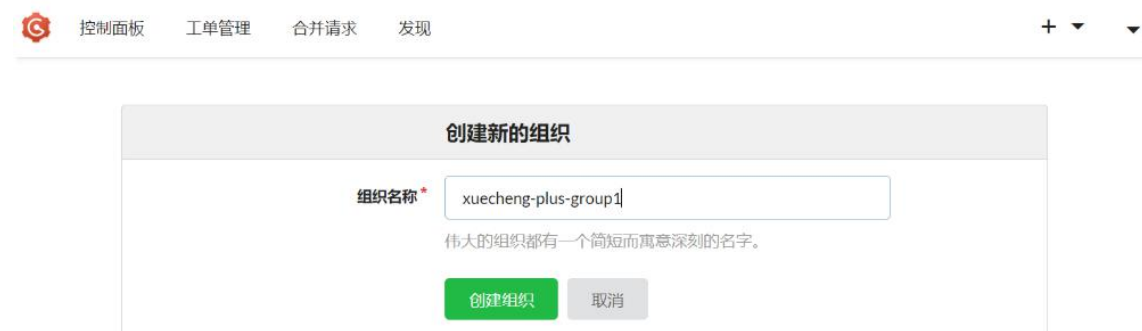 控制面板 工单管理 合并请求 发现
创建新的组织
组织名称* xuecheng-plus-group1
伟大的组织都有一个简短而寓意深刻的名字。
创建组织 取消